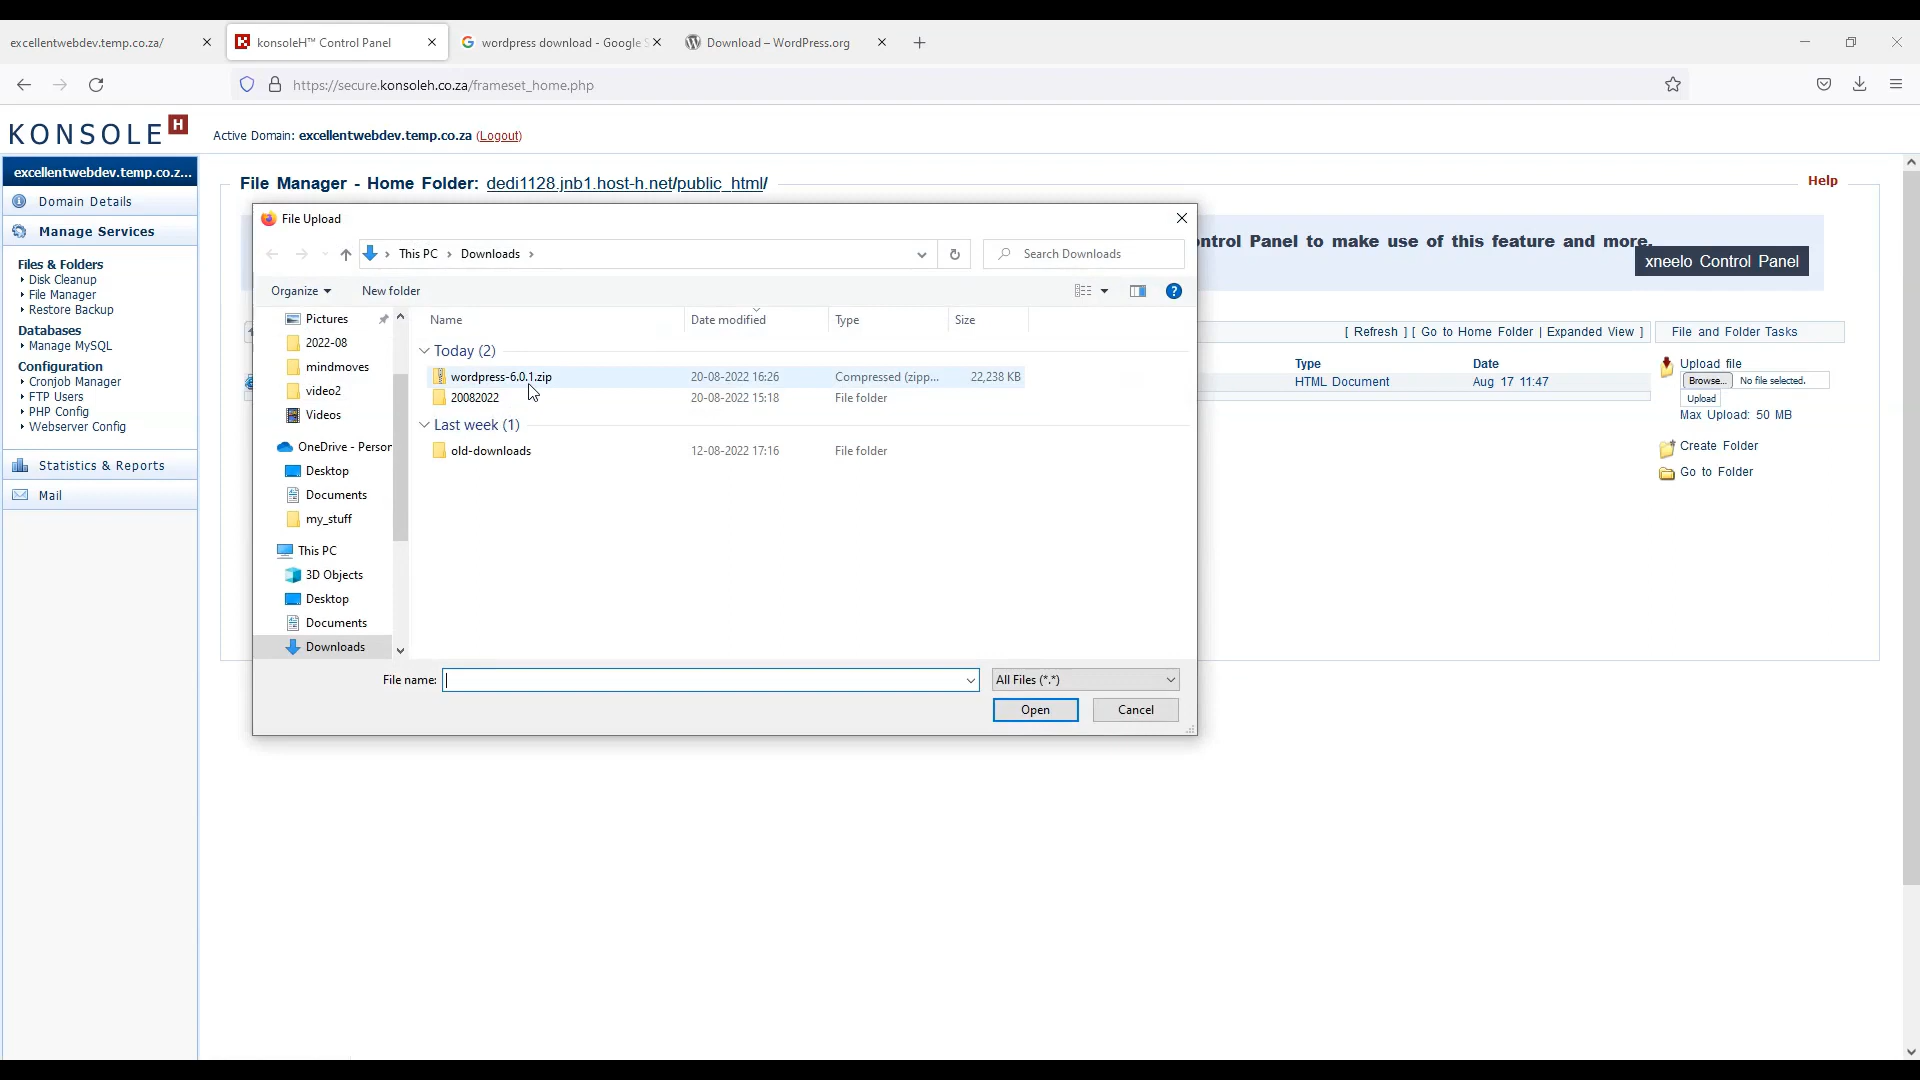 excellentwebdev.temp.co.za/
konsoleH™ Control Panel
wordpress download - Google S
Download – WordPress.org
https://secure.konsoleh.co.za/frameset_home.php
KONSOLE H
Active Domain: excellentwebdev.temp.co.za (Logout)
excellentwebdev.temp.co.z...
Domain Details
Manage Services
Files & Folders
Disk Cleanup
File Manager
Restore Backup
Databases
Manage MySQL
Configuration
Cronjob Manager
FTP Users
PHP Config
Webserver Config
Statistics & Reports
Mail
File Manager - Home Folder: dedi1128.jnb1.host-h.net/public_html/
Help
ontrol Panel to make use of this feature and more.
xneelo Control Panel
[ Refresh ] [ Go to Home Folder | Expanded View ]
File and Folder Tasks
Type
Date
HTML Document
Aug 17 11:47
Upload file
Browse... No file selected.
Upload
Max Upload: 50 MB
Create Folder
Go to Folder
File Upload
This PC > Downloads >
Search Downloads
Organize
New folder
Pictures
2022-08
mindmoves
video2
Videos
OneDrive - Person
Desktop
Documents
my_stuff
This PC
3D Objects
Desktop
Documents
Downloads
Name
Date modified
Type
Size
Today (2)
wordpress-6.0.1.zip 20-08-2022 16:26 Compressed (zipp... 22,238 KB
20082022 20-08-2022 15:18 File folder
Last week (1)
old-downloads 12-08-2022 17:16 File folder
File name:
All Files (*.*)
Open
Cancel